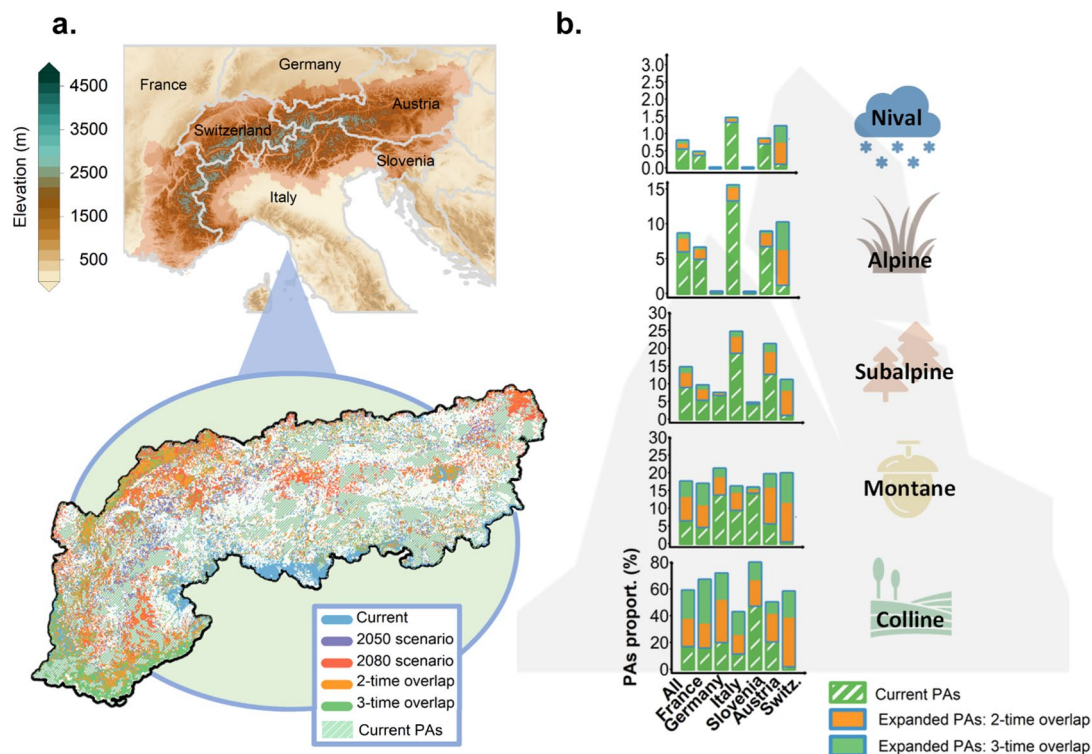 a.
Elevation (m)
4500
3500
2500
1500
500
France
Germany
Austria
Switzerland
Slovenia
Italy
Current
2050 scenario
2080 scenario
2-time overlap
3-time overlap
Current PAs
b.
3.0
2.5
2.0
1.5
1.0
0.5
0.0
Nival
15
10
5
0
Alpine
30
25
20
15
10
5
0
Subalpine
30
25
20
15
10
5
0
Montane
PAs proport. (%)
80
60
40
20
0
Colline
All
France
Germany
Italy
Slovenia
Austria
Switz.
Current PAs
Expanded PAs: 2-time overlap
Expanded PAs: 3-time overlap